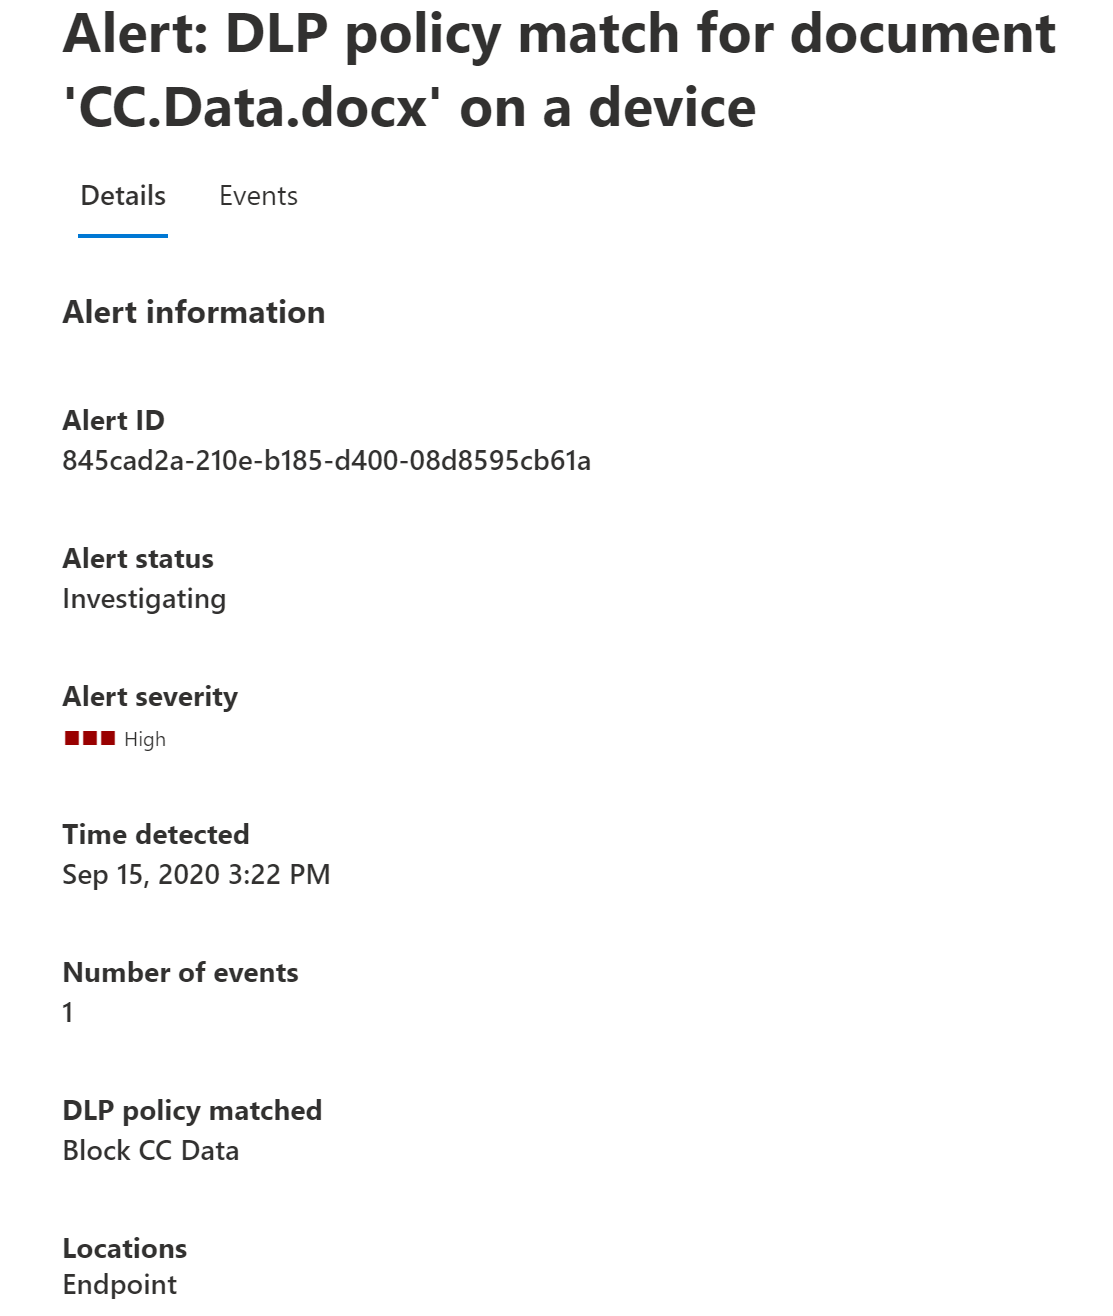 Alert: DLP policy match for document
'CC.Data.docx' on a device
Details Events
Alert information
Alert ID
845cad2a-210e-b185-d400-08d8595cb61a
Alert status
Investigating
Alert severity
High
Time detected
Sep 15, 2020 3:22 PM
Number of events
1
DLP policy matched
Block CC Data
Locations
Endpoint